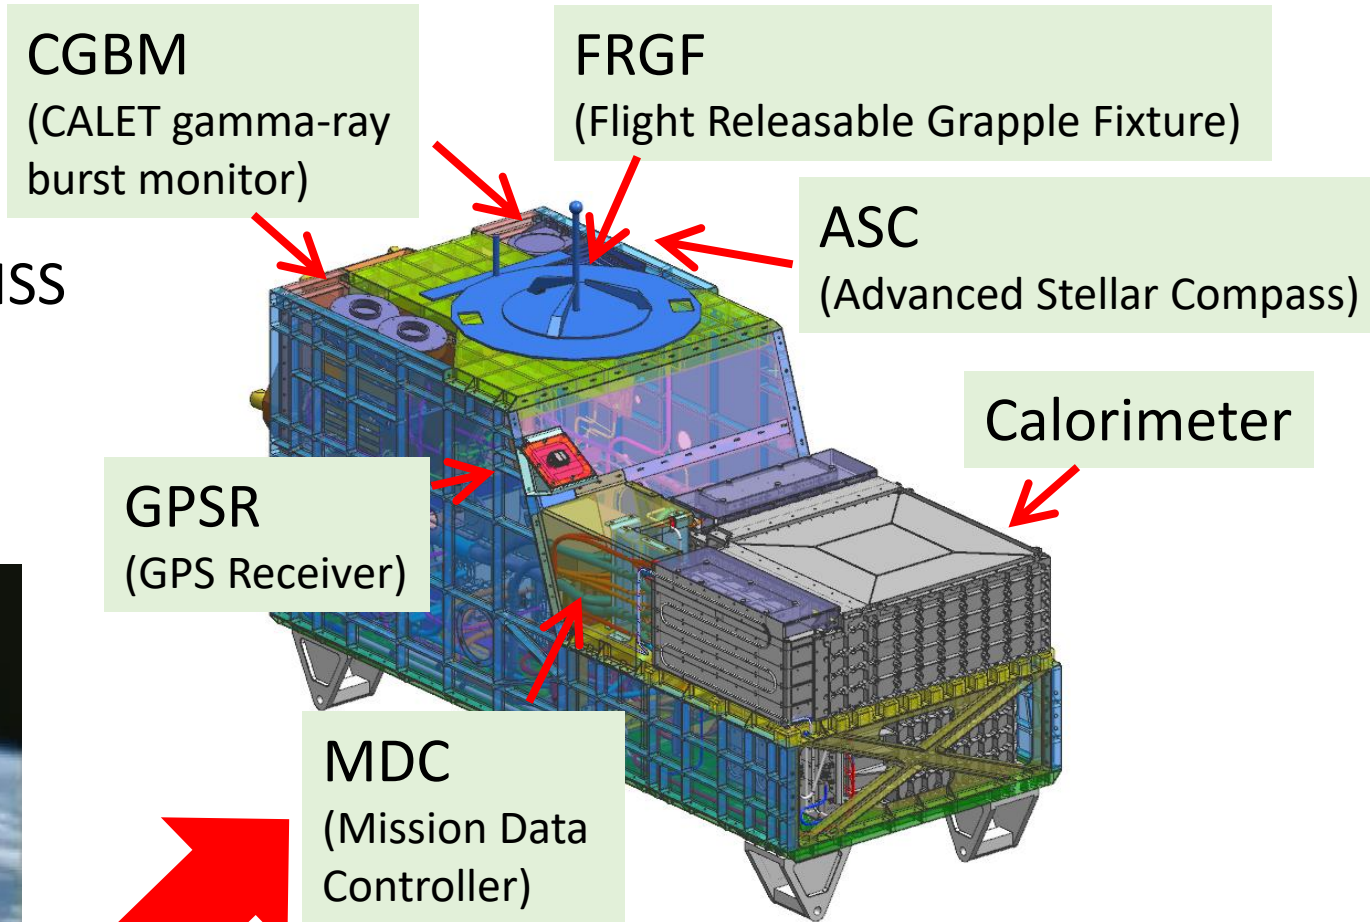 CGBM
(CALET gamma-ray
burst monitor)
FRGF
(Flight Releasable Grapple Fixture)
ASC
(Advanced Stellar Compass)
ISS
Calorimeter
GPSR
(GPS Receiver)
MDC
(Mission Data
Controller)